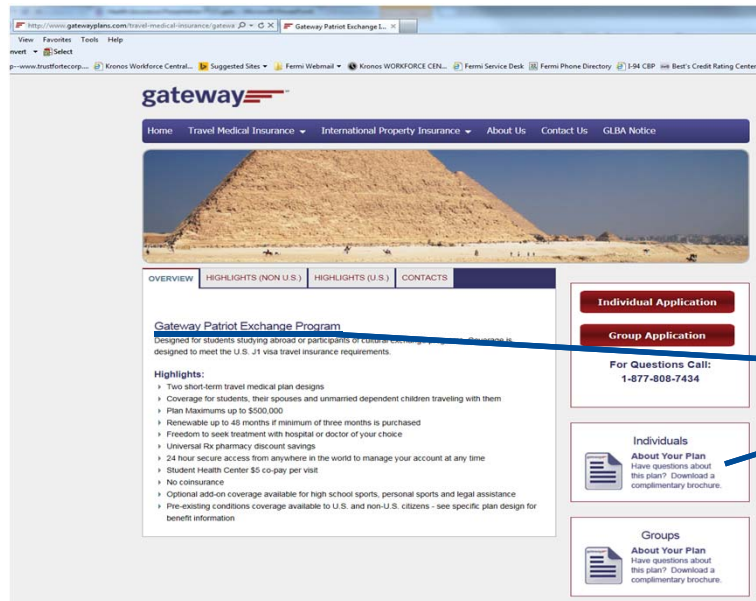 http://www.gatewayplans.com/travel-medical-insurance/gatewa
Gateway Patriot Exchange I...
View Favorites Tools Help
nvert Select
p--www.trustfortecorp.... Kronos Workforce Central... Suggested Sites Fermi Webmail Kronos WORKFORCE CEN... Fermi Service Desk Fermi Phone Directory I-94 CBP Best's Credit Rating Center
gateway
Home Travel Medical Insurance International Property Insurance About Us Contact Us GLBA Notice
OVERVIEW HIGHLIGHTS (NON U.S.) HIGHLIGHTS (U.S.) CONTACTS
Gateway Patriot Exchange Program
Designed for students studying abroad or participants of cultural exchange Coverage is
designed to meet the U.S. J1 visa travel insurance requirements.
Highlights:
Two short-term travel medical plan designs
Coverage for students, their spouses and unmarried dependent children traveling with them
Plan Maximums up to $500,000
Renewable up to 48 months if minimum of three months is purchased
Freedom to seek treatment with hospital or doctor of your choice
Universal Rx pharmacy discount savings
24 hour secure access from anywhere in the world to manage your account at any time
Student Health Center $5 co-pay per visit
No coinsurance
Optional add-on coverage available for high school sports, personal sports and legal assistance
Pre-existing conditions coverage available to U.S. and non-U.S. citizens - see specific plan design for
benefit information
Individual Application
Group Application
For Questions Call:
1-877-808-7434
Individuals
About Your Plan
Have questions about
this plan? Download a
complimentary brochure.
Groups
About Your Plan
Have questions about
this plan? Download a
complimentary brochure.